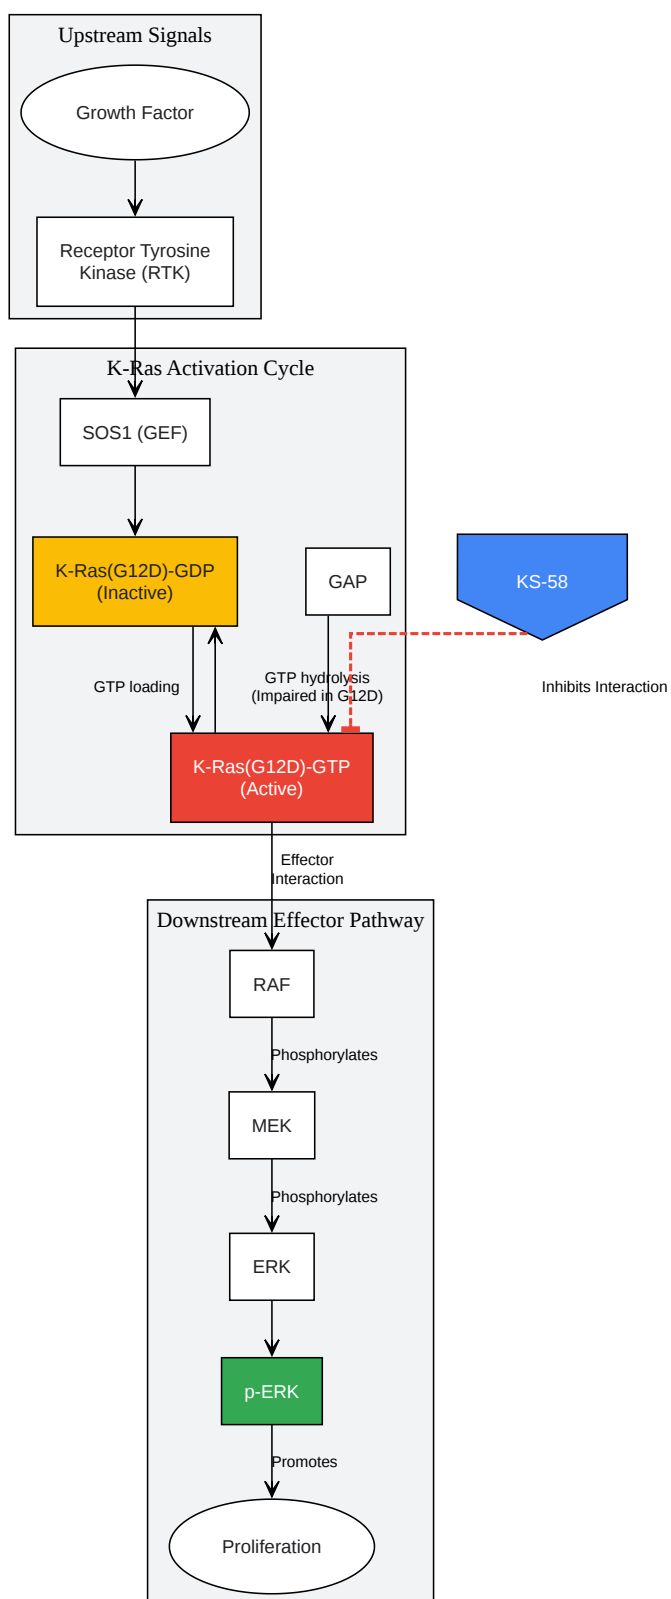 Upstream Signals
Growth Factor
Receptor Tyrosine
Kinase (RTK)
K-Ras Activation Cycle
SOS1 (GEF)
K-Ras(G12D)-GDP
(Inactive)
GAP
KS-58
GTP loading
GTP hydrolysis
(Impaired in G12D)
Inhibits Interaction
K-Ras(G12D)-GTP
(Active)
Effector
Interaction
Downstream Effector Pathway
RAF
Phosphorylates
MEK
Phosphorylates
ERK
p-ERK
Promotes
Proliferation